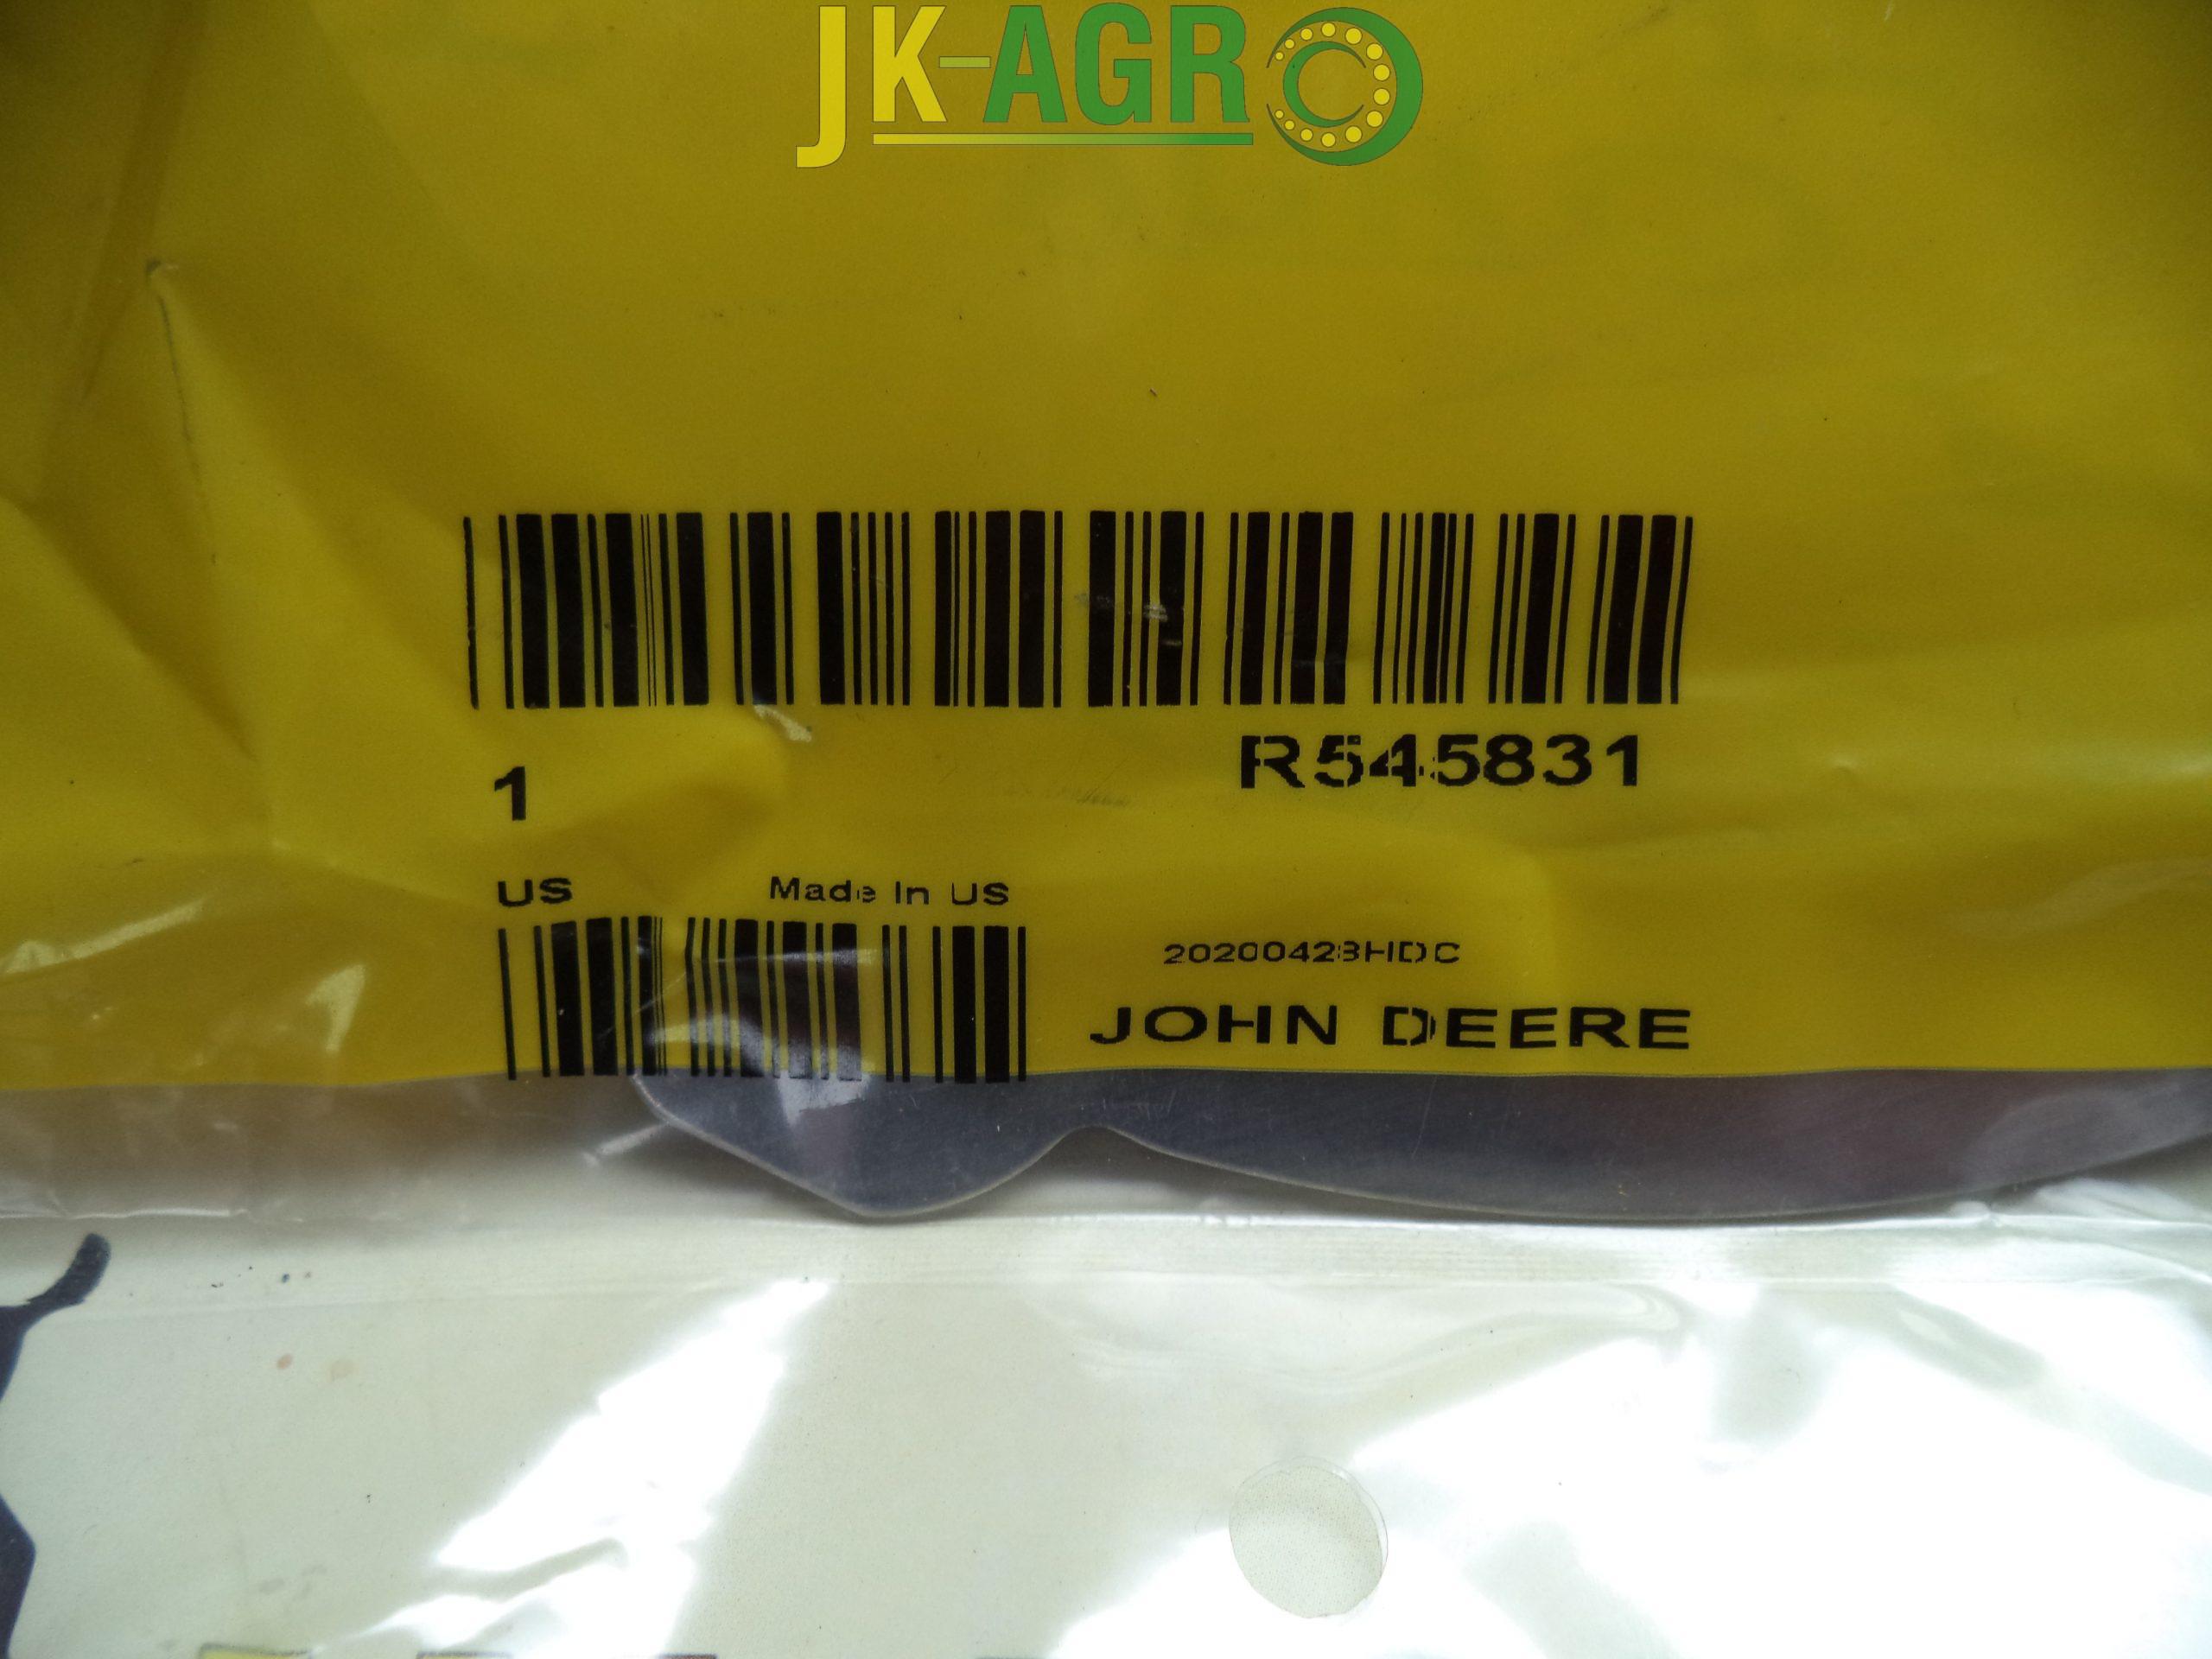 JK-AGRO
R545831
1
US Made In US
20200428HDC
JOHN DEERE